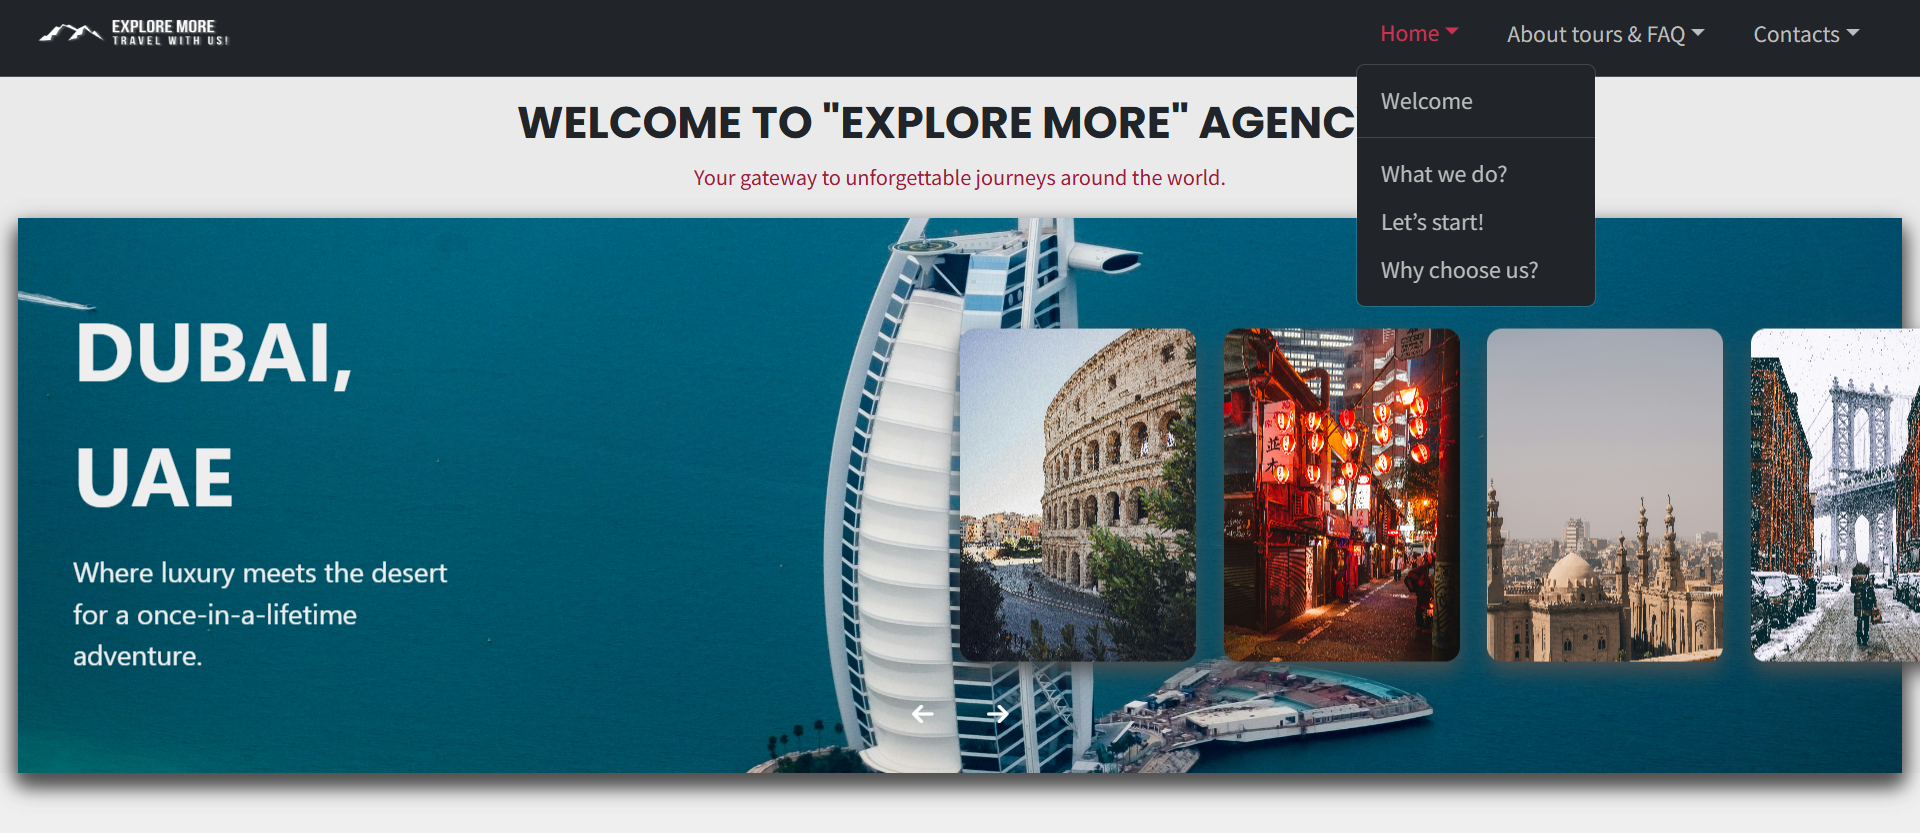 EXPLORE MORE
TRAVEL WITH US!
Home
About tours & FAQ
Contacts
Welcome
What we do?
Let’s start!
Why choose us?
WELCOME TO "EXPLORE MORE" AGENC
Your gateway to unforgettable journeys around the world.
DUBAI,
UAE
Where luxury meets the desert
for a once-in-a-lifetime
adventure.